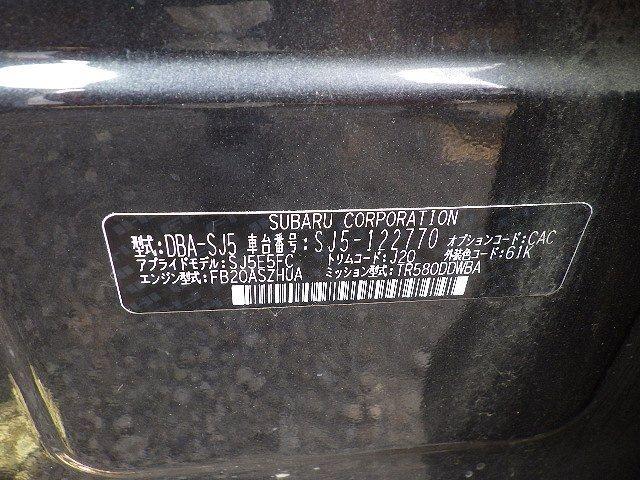 SUBARU CORPORATION
型式:DBA-SJ5 車台番号:SJ5-122770 オプションコード:CAC
アプライドモデル:SJ5E5FC トリムコード:J20 外装色コード:61K
エンジン型式:FB20ASZHUA ミッション型式:TR580DDWBA